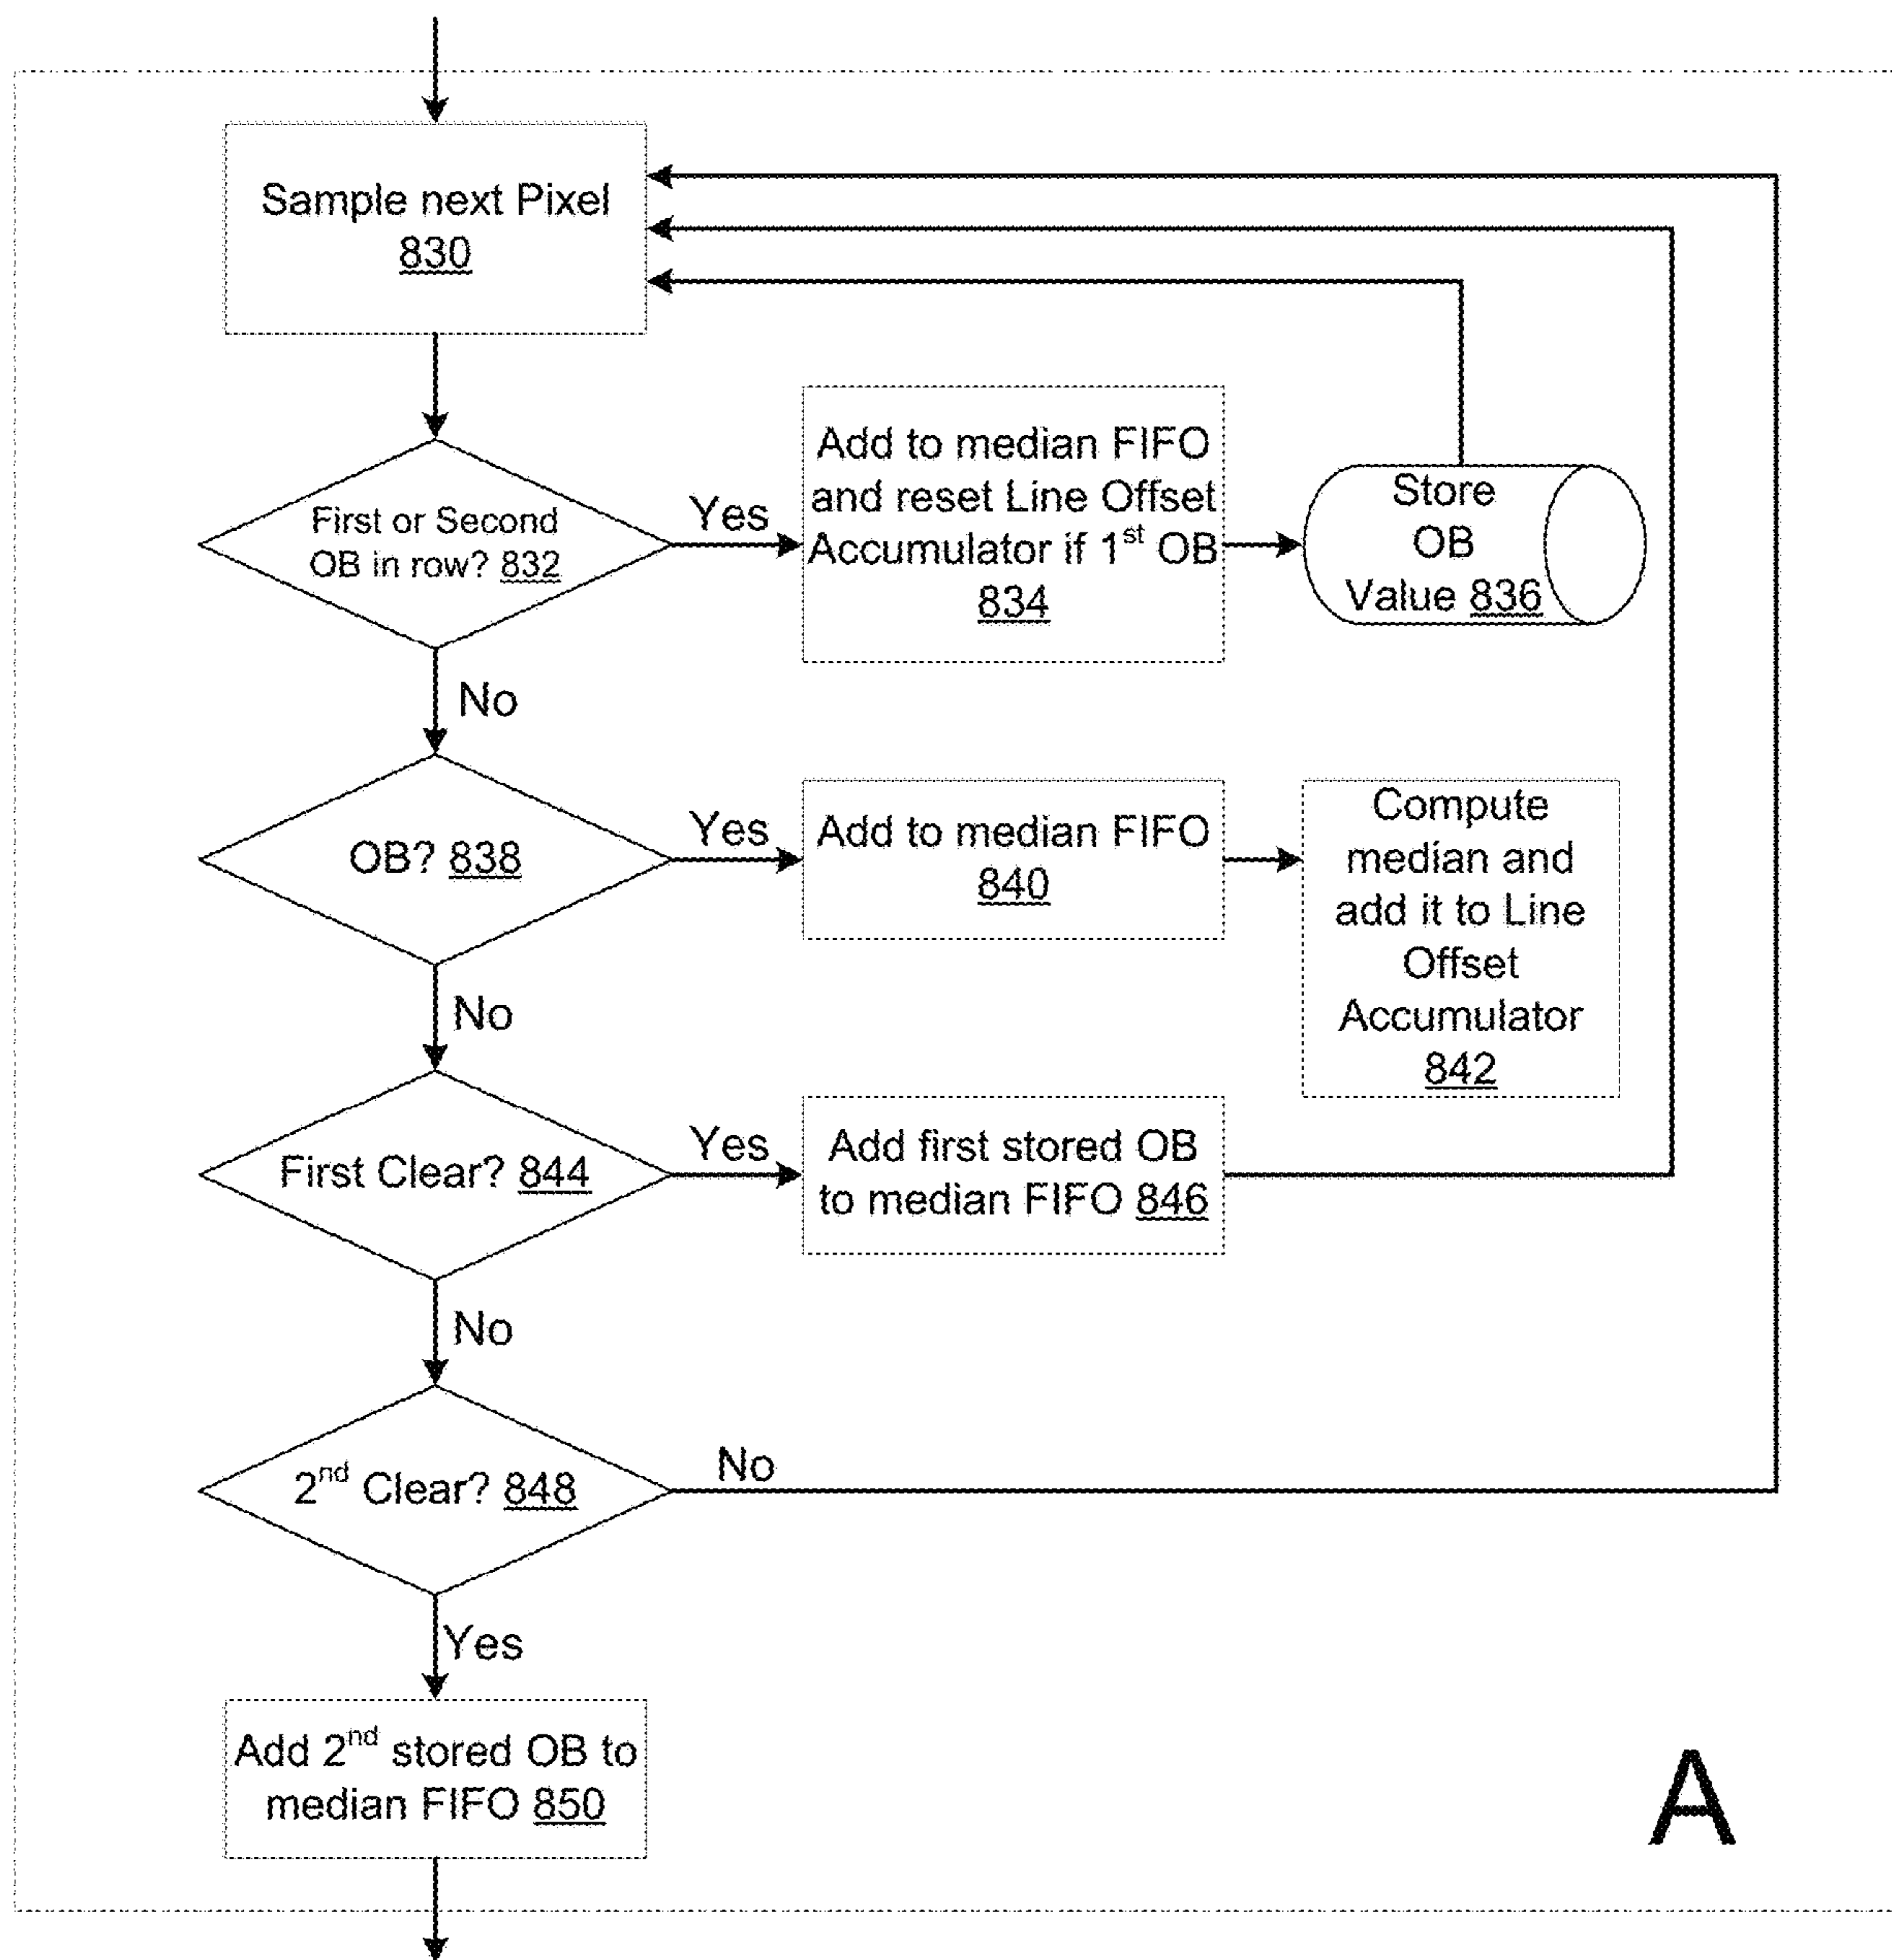 Sample next Pixel
830
First or Second
OB in row? 832
Yes
Add to median FIFO
and reset Line Offset
Accumulator if 1st OB
834
Store
OB
Value 836
No
OB? 838
Yes
Add to median FIFO
840
Compute
median and
add it to Line
Offset
Accumulator
842
No
First Clear? 844
Yes
Add first stored OB
to median FIFO 846
No
2nd Clear? 848
No
Yes
Add 2nd stored OB to
median FIFO 850
A